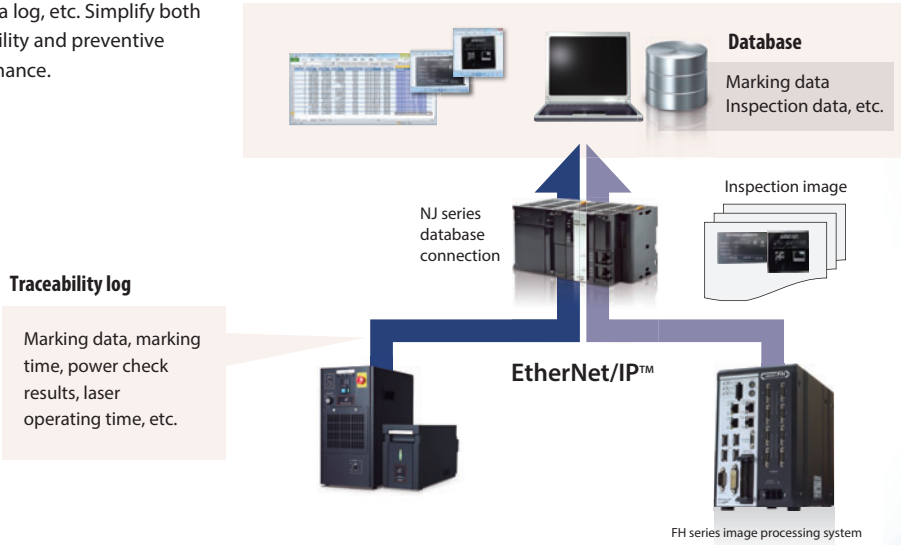 a log, etc. Simplify both
ility and preventive
nance.
Database
Marking data
Inspection data, etc.
Inspection image
NJ series
database
connection
Traceability log
Marking data, marking
time, power check
results, laser
operating time, etc.
EtherNet/IP™
FH series image processing system